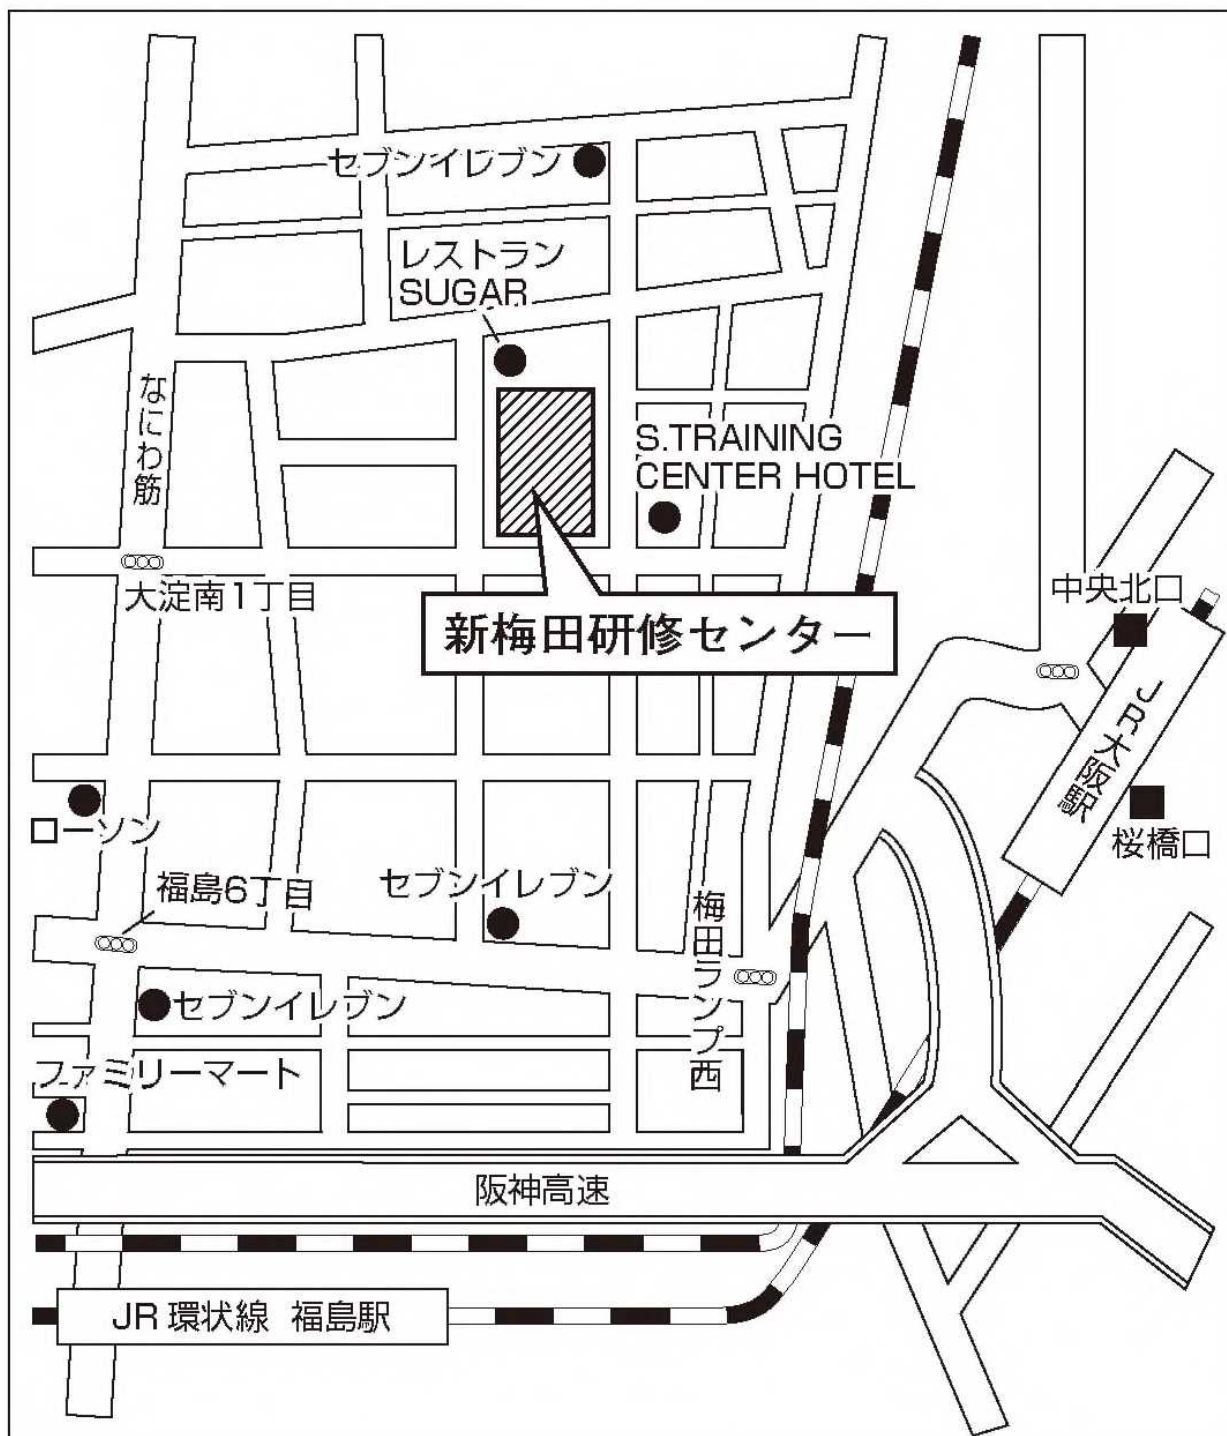 セブンイレブン
レストラン
SUGAR
なにわ筋
S.TRAINING
CENTER HOTEL
大淀南1丁目
新梅田研修センター
中央北口
JR大阪駅
桜橋口
ローソン
福島6丁目
セブンイレブン
梅田ランプ西
セブンイレブン
ファミリーマート
阪神高速
JR 環状線 福島駅